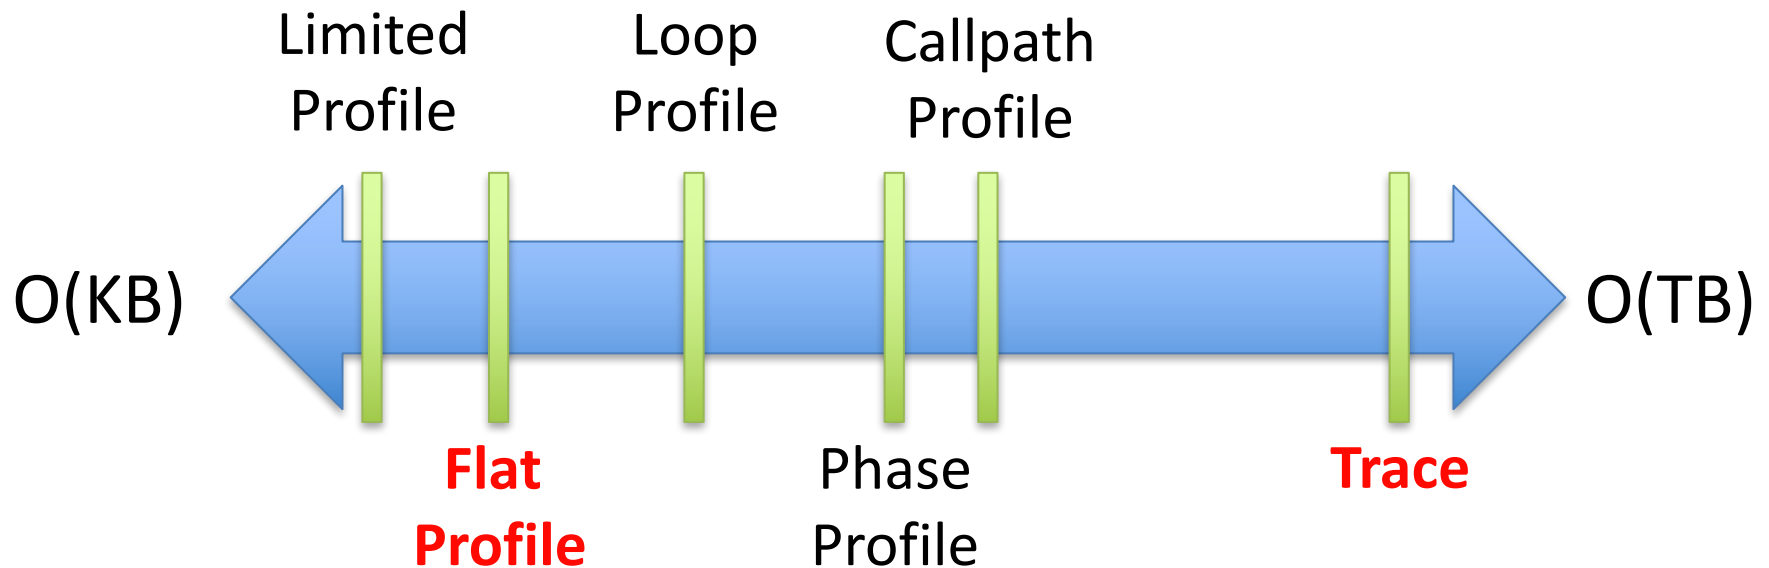 Limited
Profile
Loop
Profile
Callpath
Profile
O(KB)
O(TB)
Flat
Profile
Phase
Profile
Trace